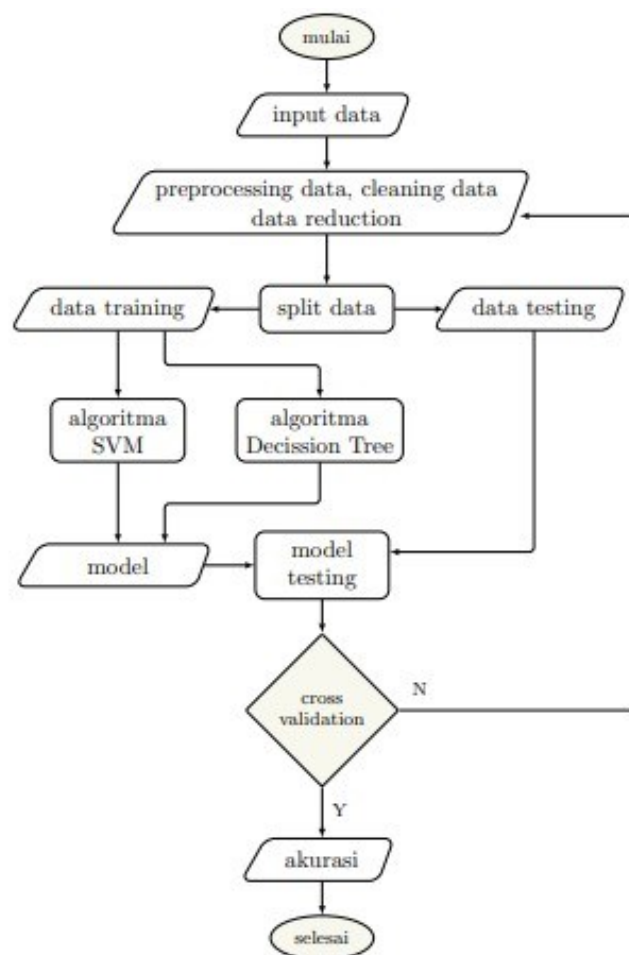 mulai
input data
preprocessing data, cleaning data
data reduction
data training
split data
data testing
algoritma
SVM
algoritma
Decission Tree
model
model
testing
cross
validation
N
Y
akurasi
selesai